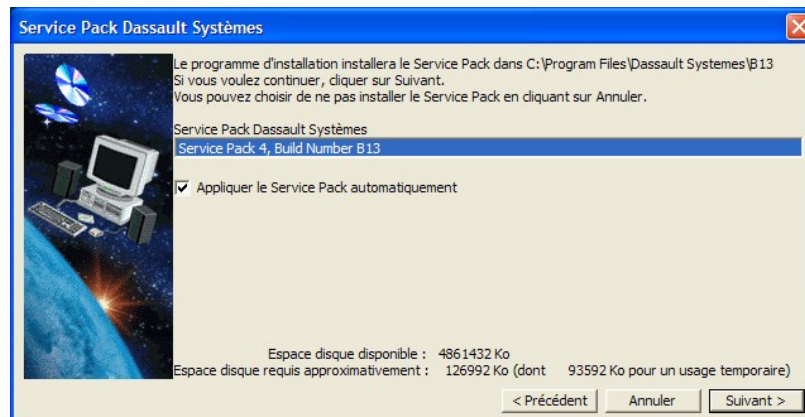 Service Pack Dassault Systèmes
Le programme d'installation installera le Service Pack dans C:\Program Files\Dassault Systemes\B13
Si vous voulez continuer, cliquer sur Suivant.
Vous pouvez choisir de ne pas installer le Service Pack en cliquant sur Annuler.
Service Pack Dassault Systèmes
Service Pack 4, Build Number B13
Appliquer le Service Pack automatiquement
Espace disque disponible : 4861432 Ko
Espace disque requis approximativement : 126992 Ko (dont 93592 Ko pour un usage temporaire)
< Précédent Annuler Suivant >